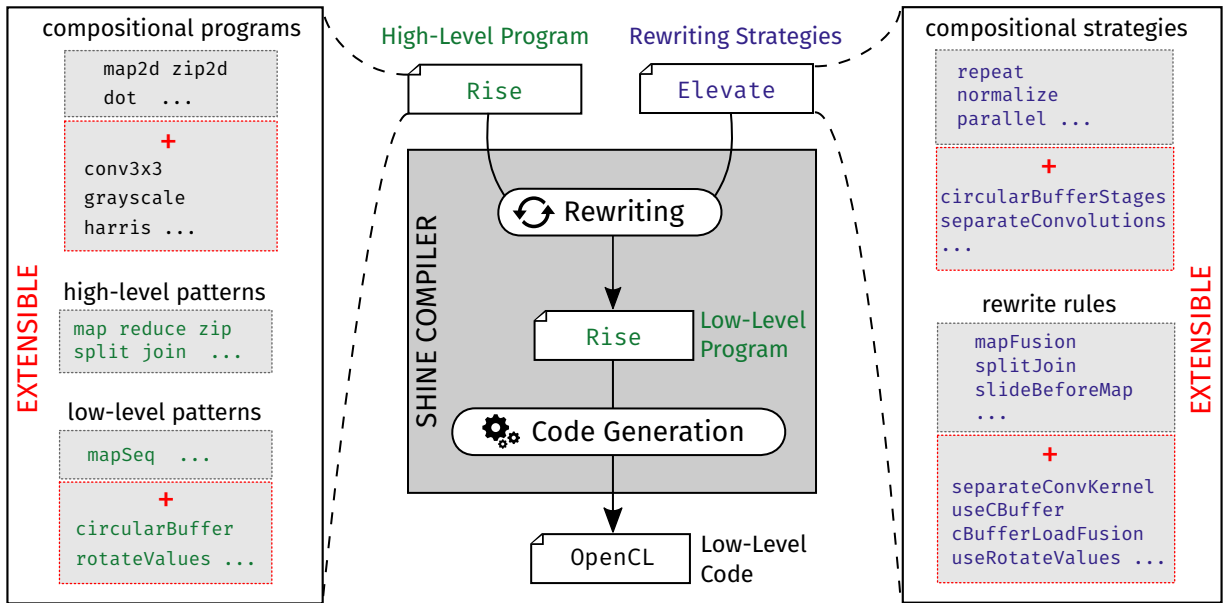 compositional programs
map2d zip2d
dot ...
+
conv3x3
grayscale
harris ...
EXTENSIBLE
high-level patterns
map reduce zip
split join ...
low-level patterns
mapSeq ...
+
circularBuffer
rotateValues ...
High-Level Program
Rise
Rewriting Strategies
Elevate
SHINE COMPILER
Rewriting
Rise
Low-Level
Program
Code Generation
OpenCL
Low-Level
Code
compositional strategies
repeat
normalize
parallel ...
+
circularBufferStages
separateConvolutions
...
EXTENSIBLE
rewrite rules
mapFusion
splitJoin
slideBeforeMap
...
+
separateConvKernel
useCBuffer
cBufferLoadFusion
useRotateValues ...